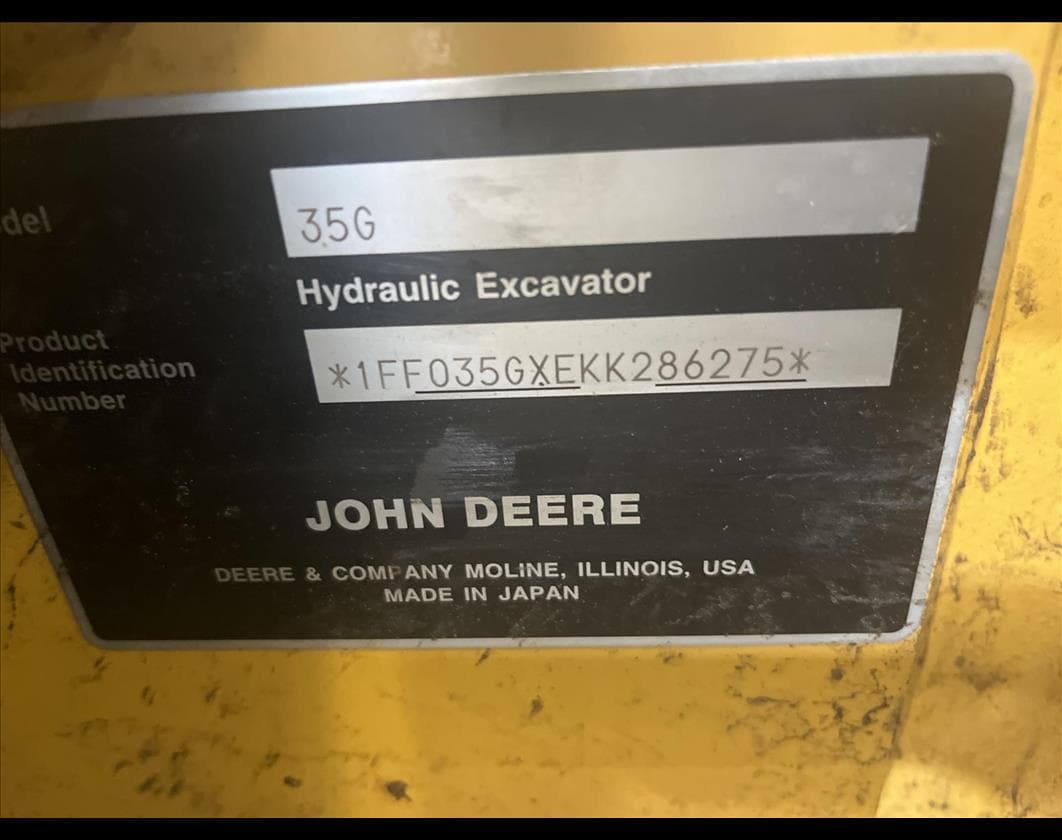 del
35G
Hydraulic Excavator
Product
Identification
Number
*1FF035GXEKK286275*
JOHN DEERE
DEERE & COMPANY MOLINE, ILLINOIS, USA
MADE IN JAPAN